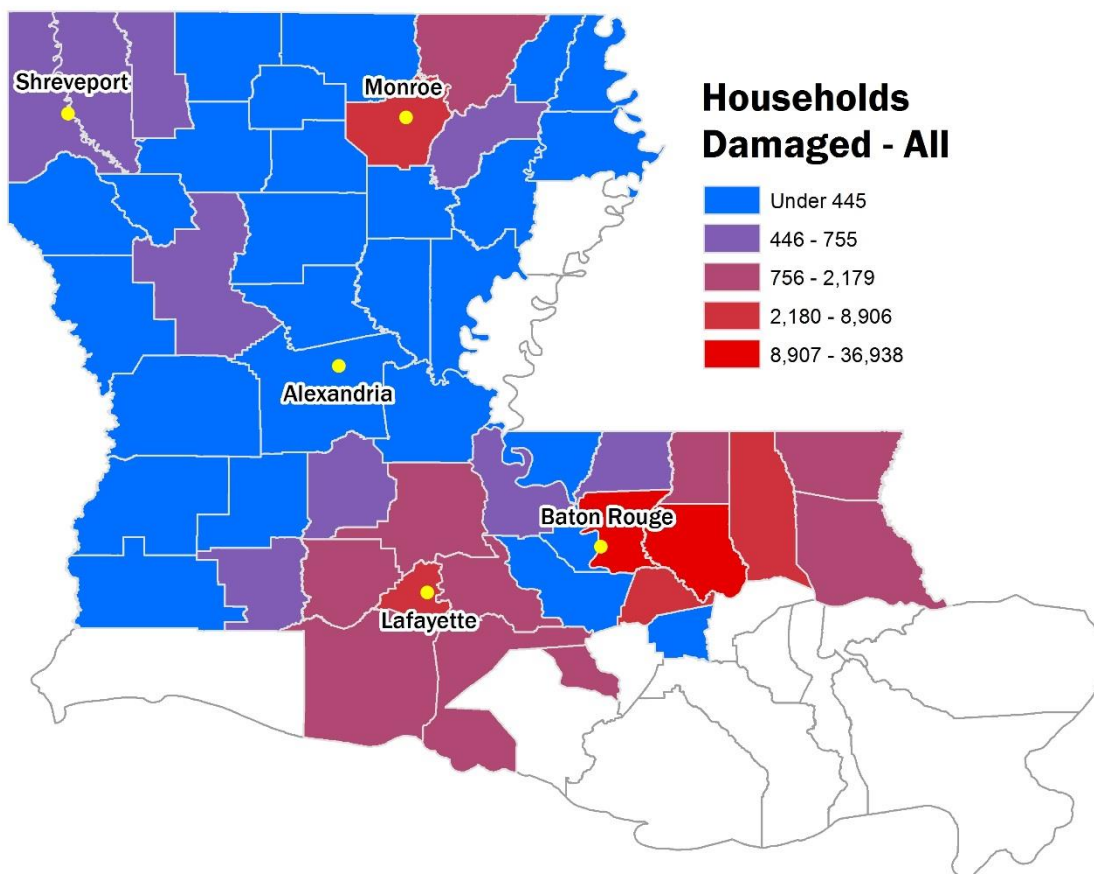 Shreveport
Monroe
Households
Damaged - All
Under 445
446 - 755
756 - 2,179
2,180 - 8,906
8,907 - 36,938
Alexandria
Baton Rouge
Lafayette